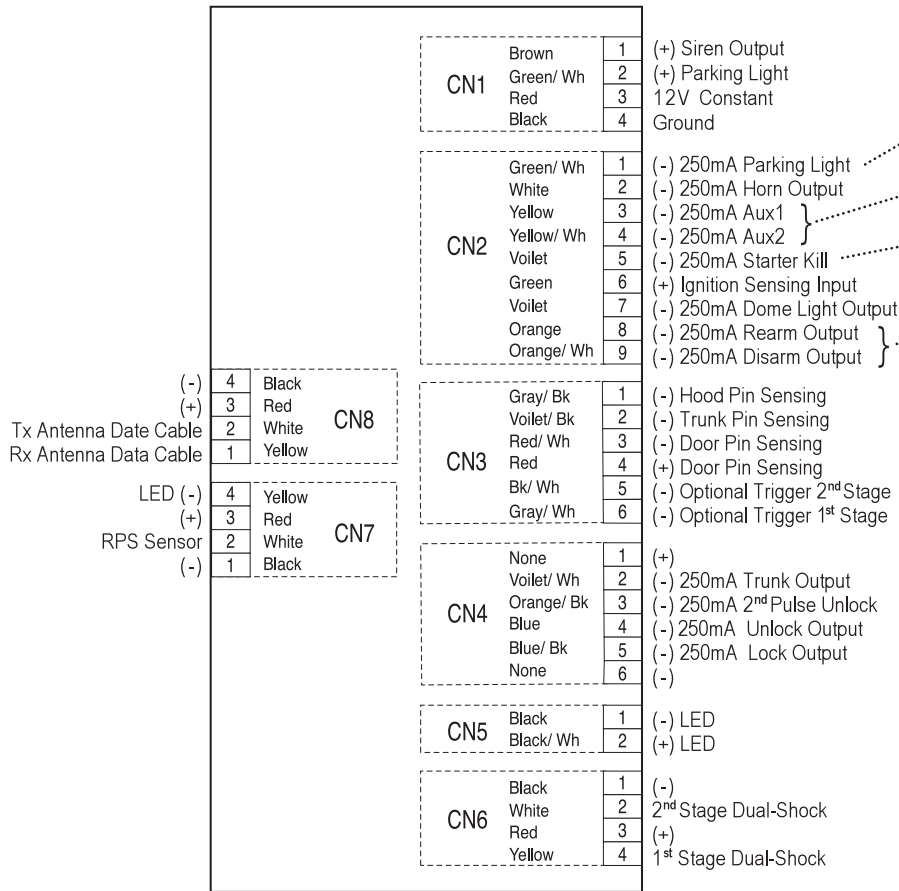 CN1
Brown 1 (+) Siren Output
Green/ Wh 2 (+) Parking Light
Red 3 12V Constant
Black 4 Ground
CN2
Green/ Wh 1 (-) 250mA Parking Light
White 2 (-) 250mA Horn Output
Yellow 3 (-) 250mA Aux1
Yellow/ Wh 4 (-) 250mA Aux2
Voilet 5 (-) 250mA Starter Kill
Green 6 (+) Ignition Sensing Input
Voilet 7 (-) 250mA Dome Light Output
Orange 8 (-) 250mA Rearm Output
Orange/ Wh 9 (-) 250mA Disarm Output
CN8
(-) 4 Black
(+) 3 Red
Tx Antenna Date Cable 2 White
Rx Antenna Data Cable 1 Yellow
CN7
LED (-) 4 Yellow
(+) 3 Red
RPS Sensor 2 White
(-) 1 Black
CN3
Gray/ Bk 1 (-) Hood Pin Sensing
Voilet/ Bk 2 (-) Trunk Pin Sensing
Red/ Wh 3 (-) Door Pin Sensing
Red 4 (+) Door Pin Sensing
Bk/ Wh 5 (-) Optional Trigger 2nd Stage
Gray/ Wh 6 (-) Optional Trigger 1st Stage
CN4
None 1 (+)
Voilet/ Wh 2 (-) 250mA Trunk Output
Orange/ Bk 3 (-) 250mA 2nd Pulse Unlock
Blue 4 (-) 250mA Unlock Output
Blue/ Bk 5 (-) 250mA Lock Output
None 6 (-)
CN5
Black 1 (-) LED
Black/ Wh 2 (+) LED
CN6
Black 1 (-)
White 2 2nd Stage Dual-Shock
Red 3 (+)
Yellow 4 1st Stage Dual-Shock